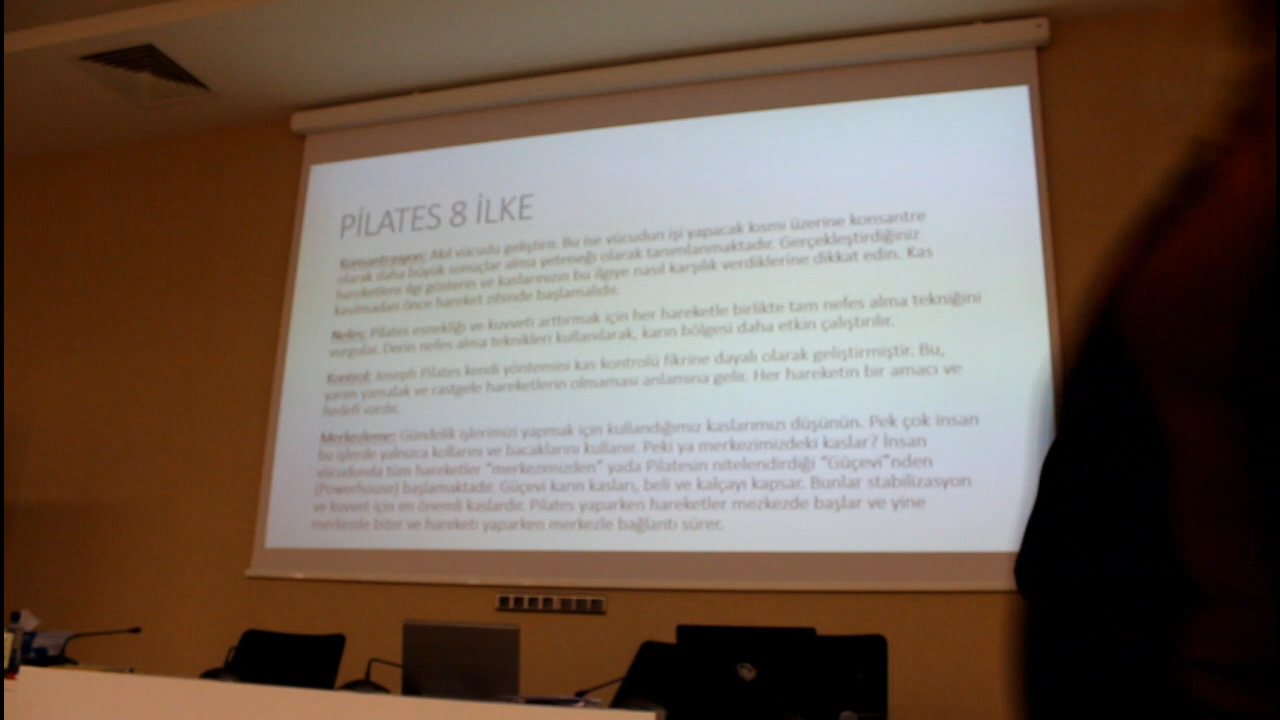 PİLATES 8 İLKE
Konsantrasyon: Akıl vücudu geliştirir. Bu ise vücudun işi yapacak kısmı üzerine konsantre
olarak daha büyük sonuçlar alma yeteneği olarak tanımlanmaktadır. Gerçekleştirdiğiniz
hareketlere ilgi gösterin ve kaslarınızın bu ilgiye nasıl karşılık verdiklerine dikkat edin. Kas
kasılmadan önce hareket zihinde başlamalıdır.
Nefes: Pilates esnekliği ve kuvveti arttırmak için her hareketle birlikte tam nefes alma tekniğini
vurgular. Derin nefes alma teknikleri kullanılarak, karın bölgesi daha etkin çalıştırılır.
Kontrol: Joseph Pilates kendi yöntemini kas kontrolü fikrine dayalı olarak geliştirmiştir. Bu,
yarım yamalak ve rastgele hareketlerin olmaması anlamına gelir. Her hareketin bir amacı ve
hedefi vardır.
Merkezleme: Gündelik işlerimizi yapmak için kullandığımız kaslarımızı düşünün. Pek çok insan
bu işlerde yalnızca kollarını ve bacaklarını kullanır. Peki ya merkezimizdeki kaslar? İnsan
vücudunda tüm hareketler "merkezimizden" yada Pilatesin nitelendirdiği "Güçevi"nden
(Powerhouse) başlamaktadır. Güçevi karın kasları, beli ve kalçayı kapsar. Bunlar stabilizasyon
ve kuvvet için en önemli kaslardır. Pilates yaparken hareketler mezkezde başlar ve yine
merkezde biter ve hareketi yaparken merkezle bağlantı sürer.